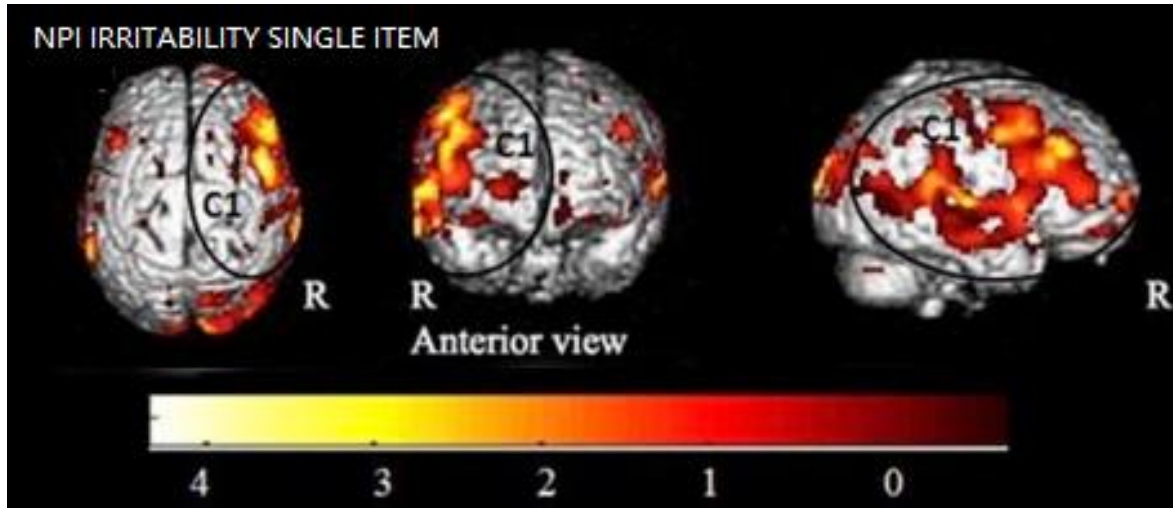 NPI IRRITABILITY SINGLE ITEM
C1
C1
C1
R
R
R
Anterior view
4 3 2 1 0